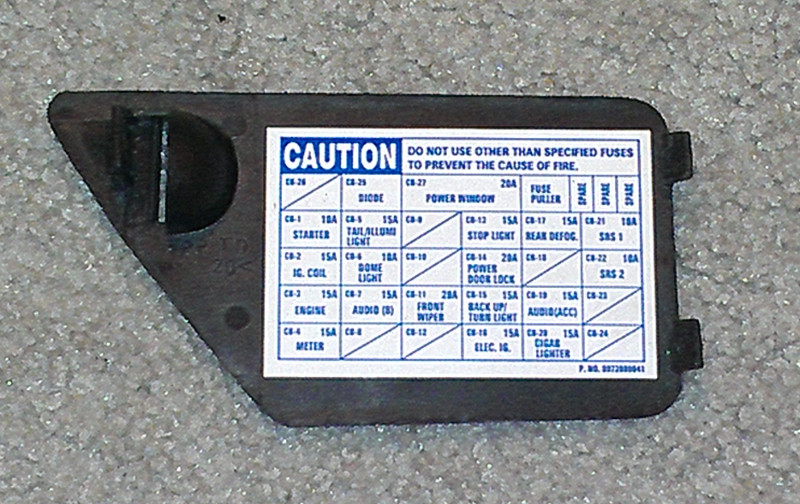 CAUTION
DO NOT USE OTHER THAN SPECIFIED FUSES
TO PREVENT THE CAUSE OF FIRE.
CB-26
CB-25
DIODE
CB-27 20A
POWER WINDOW
FUSE
PULLER
SPARE
SPARE
SPARE
CB-1 10A
STARTER
CB-5 15A
TAIL/ILLUMI
LIGHT
CB-9
CB-13 15A
STOP LIGHT
CB-17 15A
REAR DEFOG.
CB-21 10A
SRS 1
CB-2 15A
IG. COIL
CB-6 10A
DOME
LIGHT
CB-10
CB-14 20A
POWER
DOOR LOCK
CB-18
CB-22 10A
SRS 2
CB-3 15A
ENGINE
CB-7 15A
AUDIO (B)
CB-11 20A
FRONT
WIPER
CB-15 15A
BACK UP/
TURN LIGHT
CB-19 15A
AUDIO(ACC)
CB-23
CB-4 15A
METER
CB-8
CB-12
CB-16 15A
ELEC. IG.
CB-20 15A
CIGAR
LIGHTER
CB-24
P. NO.